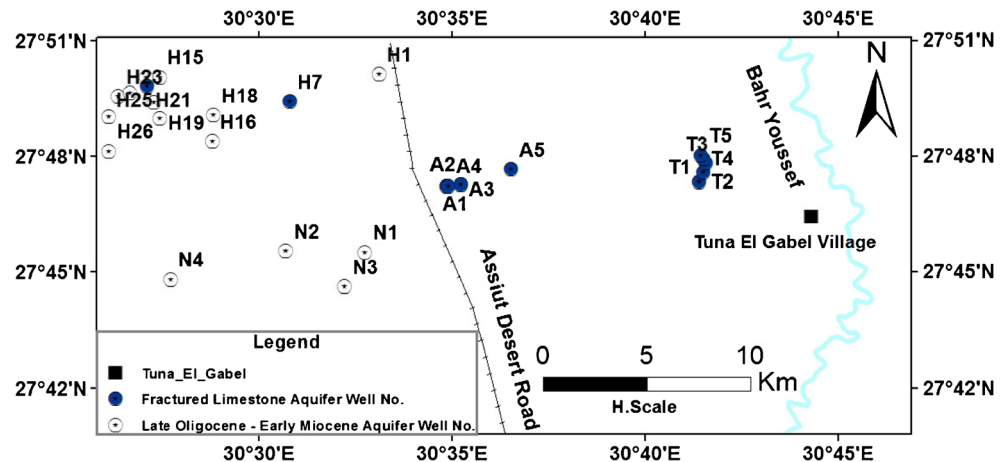 30°30'E 30°35'E 30°40'E 30°45'E
27°51'N 27°51'N
H15 H1 N
H23 H7
H25 H21 H18
H26 H19 H16
27°48'N 27°48'N
A2 A4 A5
A1 A3
T3 T5
T1 T4
T2
Bahr Youssef
Tuna El Gabel Village
N2 N1
N4 N3
27°45'N 27°45'N
Assiut Desert Road
Legend
Tuna_El_Gabel
Fractured Limestone Aquifer Well No.
Late Oligocene - Early Miocene Aquifer Well No.
0 5 10
Km
H.Scale
27°42'N 27°42'N
30°30'E 30°35'E 30°40'E 30°45'E